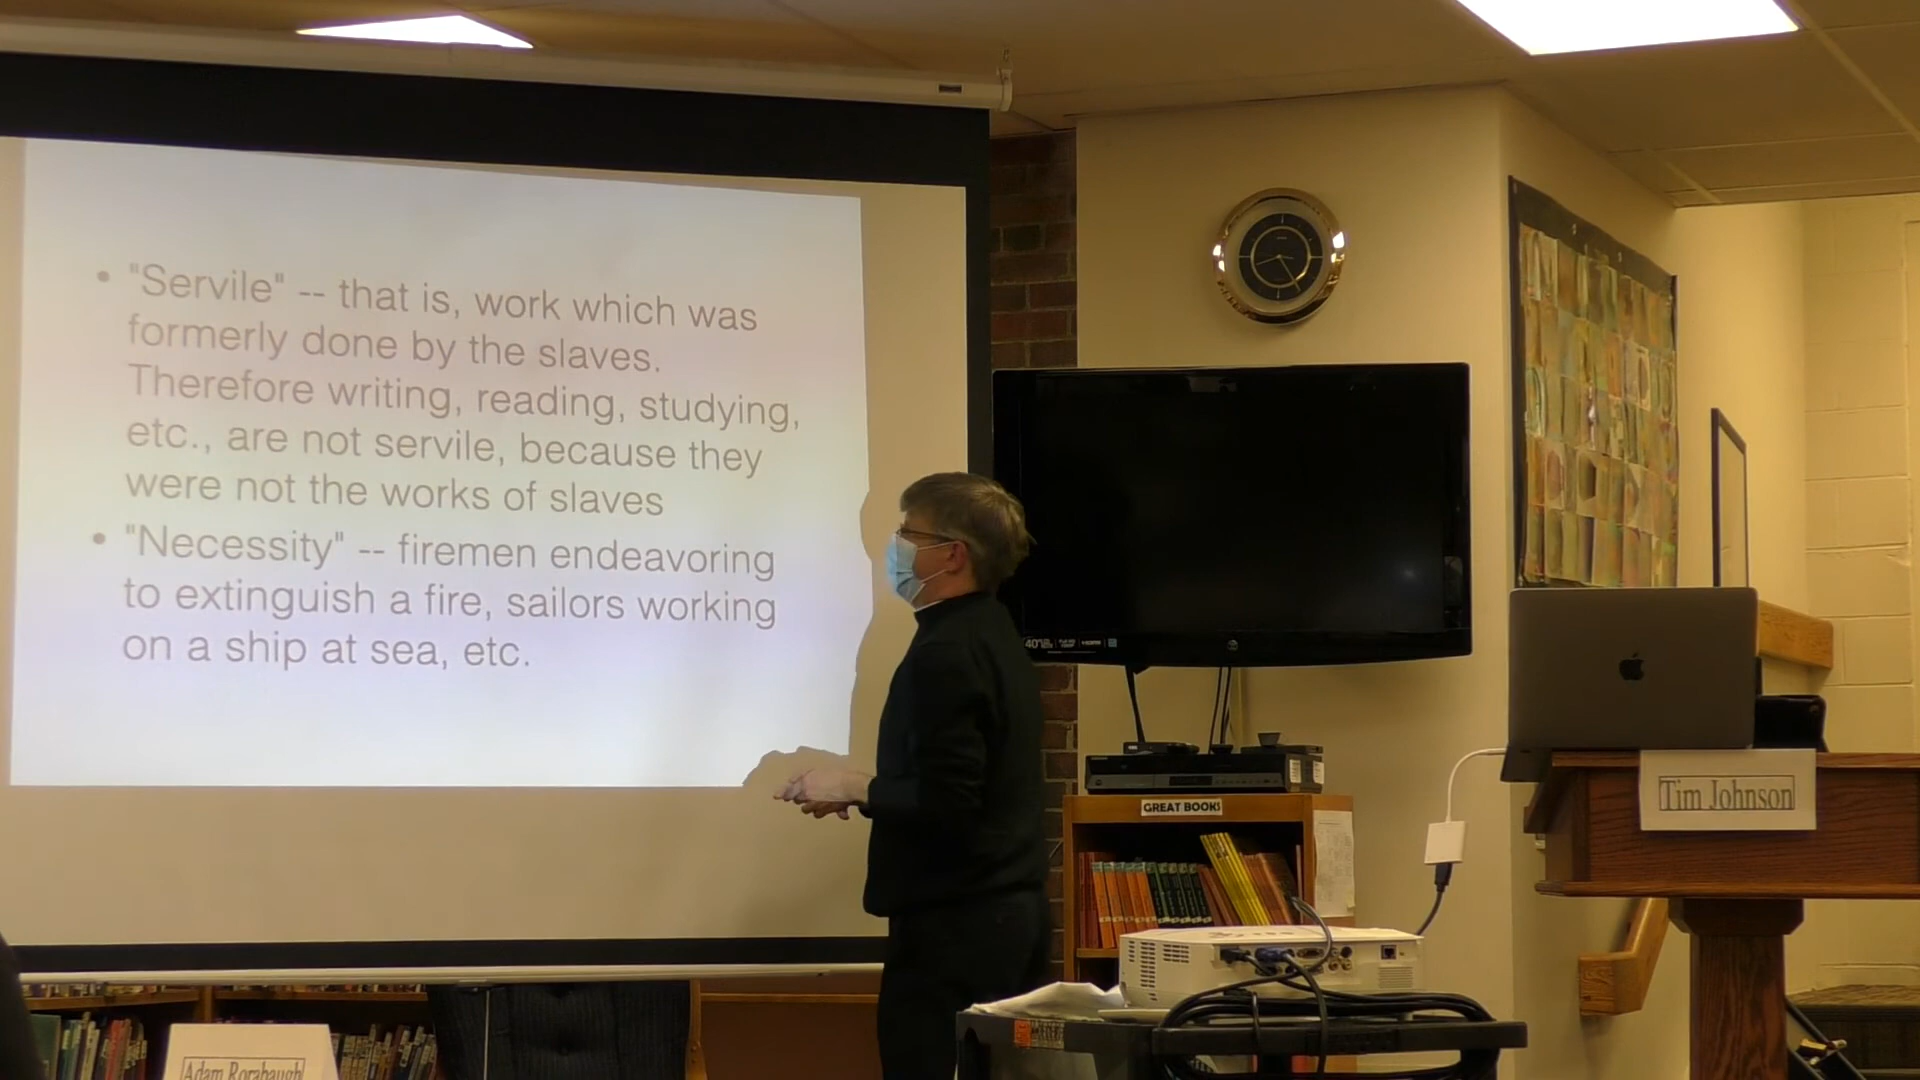 • "Servile" -- that is, work which was
formerly done by the slaves.
Therefore writing, reading, studying,
etc., are not servile, because they
were not the works of slaves
• "Necessity" -- firemen endeavoring
to extinguish a fire, sailors working
on a ship at sea, etc.
GREAT BOOKS
Tim Johnson
Adam Rorabaugh